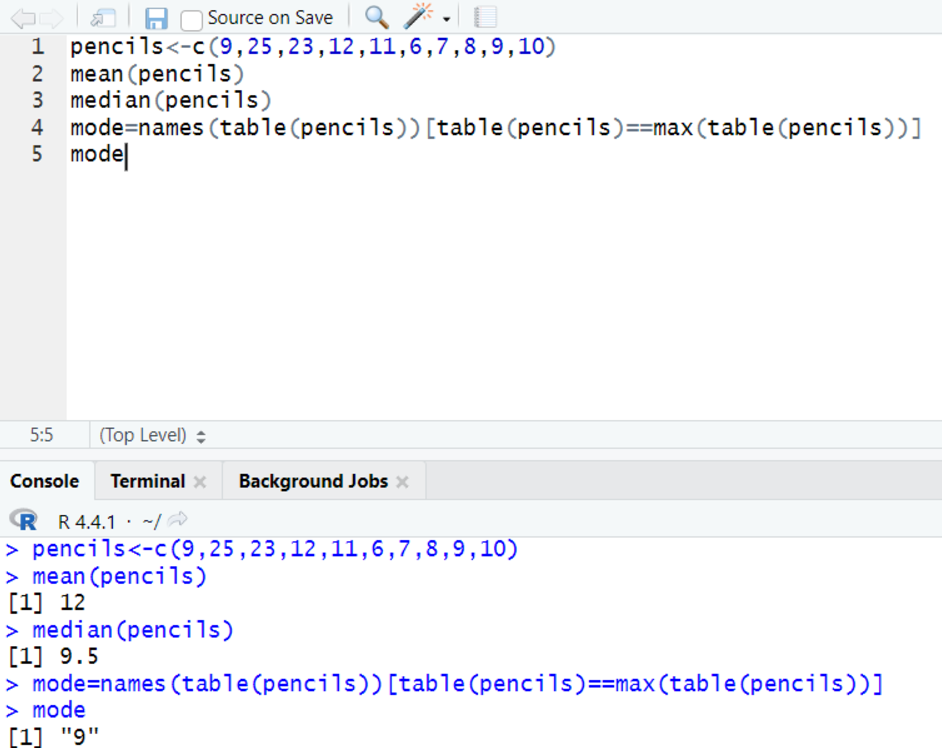 Source on Save
1 pencils<-c(9,25,23,12,11,6,7,8,9,10)
2 mean(pencils)
3 median(pencils)
4 mode=names(table(pencils))[table(pencils)==max(table(pencils))]
5 mode
5:5 (Top Level)
Console Terminal Background Jobs
R R 4.4.1 · ~/
> pencils<-c(9,25,23,12,11,6,7,8,9,10)
> mean(pencils)
[1] 12
> median(pencils)
[1] 9.5
> mode=names(table(pencils))[table(pencils)==max(table(pencils))]
> mode
[1] "9"